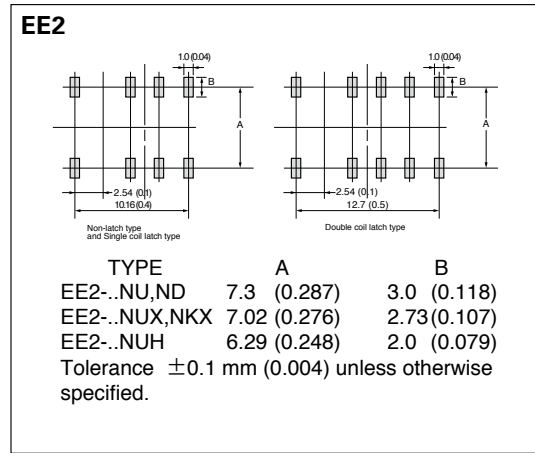 EE2
1.0 (0.04)
B
A
2.54 (0.1)
10.16 (0.4)
Non-latch type
and Single coil latch type
1.0 (0.04)
B
A
2.54 (0.1)
12.7 (0.5)
Double coil latch type
TYPE A B
EE2-..NU,ND 7.3 (0.287) 3.0 (0.118)
EE2-..NUX,NKX 7.02 (0.276) 2.73 (0.107)
EE2-..NUH 6.29 (0.248) 2.0 (0.079)
Tolerance ±0.1 mm (0.004) unless otherwise
specified.